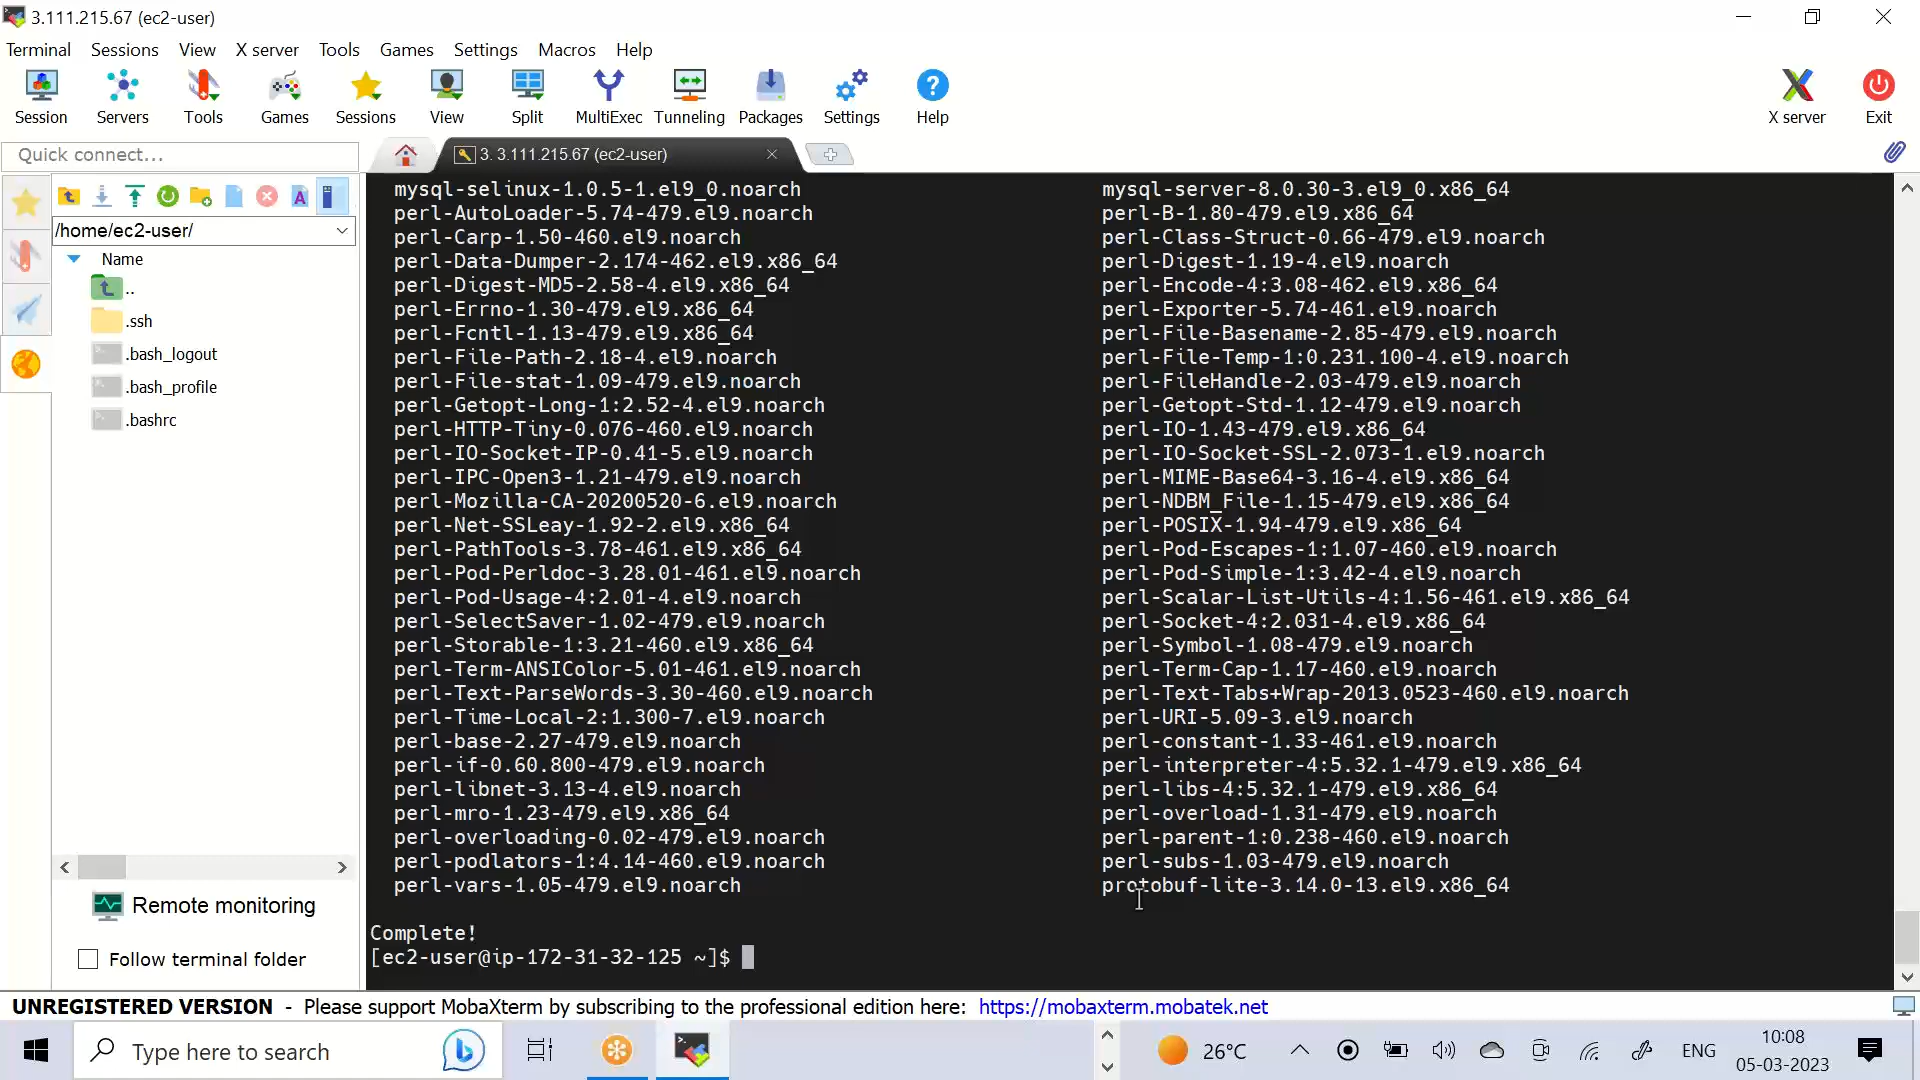 3.111.215.67 (ec2-user)
Terminal Sessions View X server Tools Games Settings Macros Help
Session Servers Tools Games Sessions View Split MultiExec Tunneling Packages Settings Help X server Exit
Quick connect...
3. 3.111.215.67 (ec2-user)
/home/ec2-user/
Name
..
.ssh
.bash_logout
.bash_profile
.bashrc
Remote monitoring
Follow terminal folder
mysql-selinux-1.0.5-1.el9_0.noarch mysql-server-8.0.30-3.el9_0.x86_64
perl-AutoLoader-5.74-479.el9.noarch perl-B-1.80-479.el9.x86_64
perl-Carp-1.50-460.el9.noarch perl-Class-Struct-0.66-479.el9.noarch
perl-Data-Dumper-2.174-462.el9.x86_64 perl-Digest-1.19-4.el9.noarch
perl-Digest-MD5-2.58-4.el9.x86_64 perl-Encode-4:3.08-462.el9.x86_64
perl-Errno-1.30-479.el9.x86_64 perl-Exporter-5.74-461.el9.noarch
perl-Fcntl-1.13-479.el9.x86_64 perl-File-Basename-2.85-479.el9.noarch
perl-File-Path-2.18-4.el9.noarch perl-File-Temp-1:0.231.100-4.el9.noarch
perl-File-stat-1.09-479.el9.noarch perl-FileHandle-2.03-479.el9.noarch
perl-Getopt-Long-1:2.52-4.el9.noarch perl-Getopt-Std-1.12-479.el9.noarch
perl-HTTP-Tiny-0.076-460.el9.noarch perl-IO-1.43-479.el9.x86_64
perl-IO-Socket-IP-0.41-5.el9.noarch perl-IO-Socket-SSL-2.073-1.el9.noarch
perl-IPC-Open3-1.21-479.el9.noarch perl-MIME-Base64-3.16-4.el9.x86_64
perl-Mozilla-CA-20200520-6.el9.noarch perl-NDBM_File-1.15-479.el9.x86_64
perl-Net-SSLeay-1.92-2.el9.x86_64 perl-POSIX-1.94-479.el9.x86_64
perl-PathTools-3.78-461.el9.x86_64 perl-Pod-Escapes-1:1.07-460.el9.noarch
perl-Pod-Perldoc-3.28.01-461.el9.noarch perl-Pod-Simple-1:3.42-4.el9.noarch
perl-Pod-Usage-4:2.01-4.el9.noarch perl-Scalar-List-Utils-4:1.56-461.el9.x86_64
perl-SelectSaver-1.02-479.el9.noarch perl-Socket-4:2.031-4.el9.x86_64
perl-Storable-1:3.21-460.el9.x86_64 perl-Symbol-1.08-479.el9.noarch
perl-Term-ANSIColor-5.01-461.el9.noarch perl-Term-Cap-1.17-460.el9.noarch
perl-Text-ParseWords-3.30-460.el9.noarch perl-Text-Tabs+Wrap-2013.0523-460.el9.noarch
perl-Time-Local-2:1.300-7.el9.noarch perl-URI-5.09-3.el9.noarch
perl-base-2.27-479.el9.noarch perl-constant-1.33-461.el9.noarch
perl-if-0.60.800-479.el9.noarch perl-interpreter-4:5.32.1-479.el9.x86_64
perl-libnet-3.13-4.el9.noarch perl-libs-4:5.32.1-479.el9.x86_64
perl-mro-1.23-479.el9.x86_64 perl-overload-1.31-479.el9.noarch
perl-overloading-0.02-479.el9.noarch perl-parent-1:0.238-460.el9.noarch
perl-podlators-1:4.14-460.el9.noarch perl-subs-1.03-479.el9.noarch
perl-vars-1.05-479.el9.noarch protobuf-lite-3.14.0-13.el9.x86_64
Complete!
[ec2-user@ip-172-31-32-125 ~]$
UNREGISTERED VERSION - Please support MobaXterm by subscribing to the professional edition here: https://mobaxterm.mobatek.net
Type here to search
26°C
ENG
10:08
05-03-2023